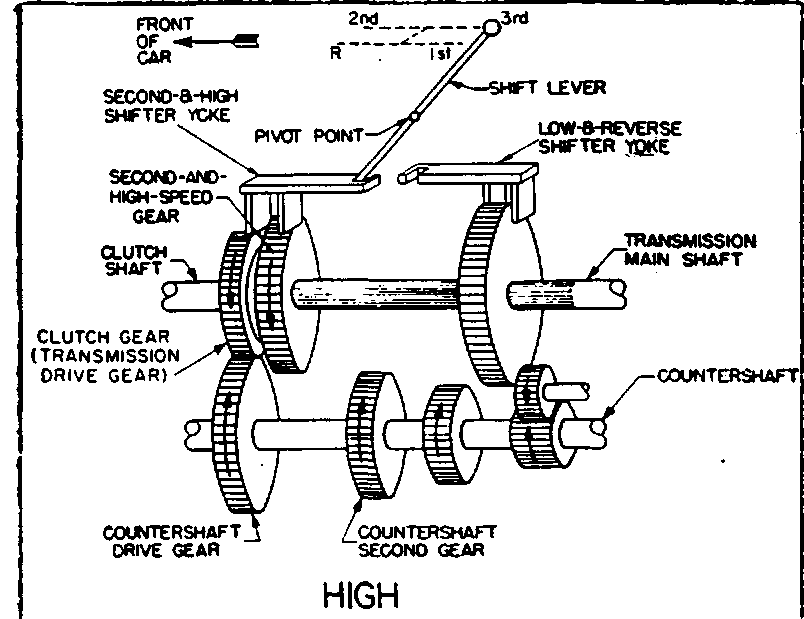 FRONT
OF
CAR
2nd
3rd
R
1st
SHIFT LEVER
SECOND-&-HIGH
SHIFTER YOKE
PIVOT POINT
LOW-&-REVERSE
SHIFTER YOKE
SECOND-AND-
HIGH-SPEED
GEAR
CLUTCH
SHAFT
TRANSMISSION
MAIN SHAFT
CLUTCH GEAR
(TRANSMISSION
DRIVE GEAR)
COUNTERSHAFT
COUNTERSHAFT
DRIVE GEAR
COUNTERSHAFT
SECOND GEAR
HIGH